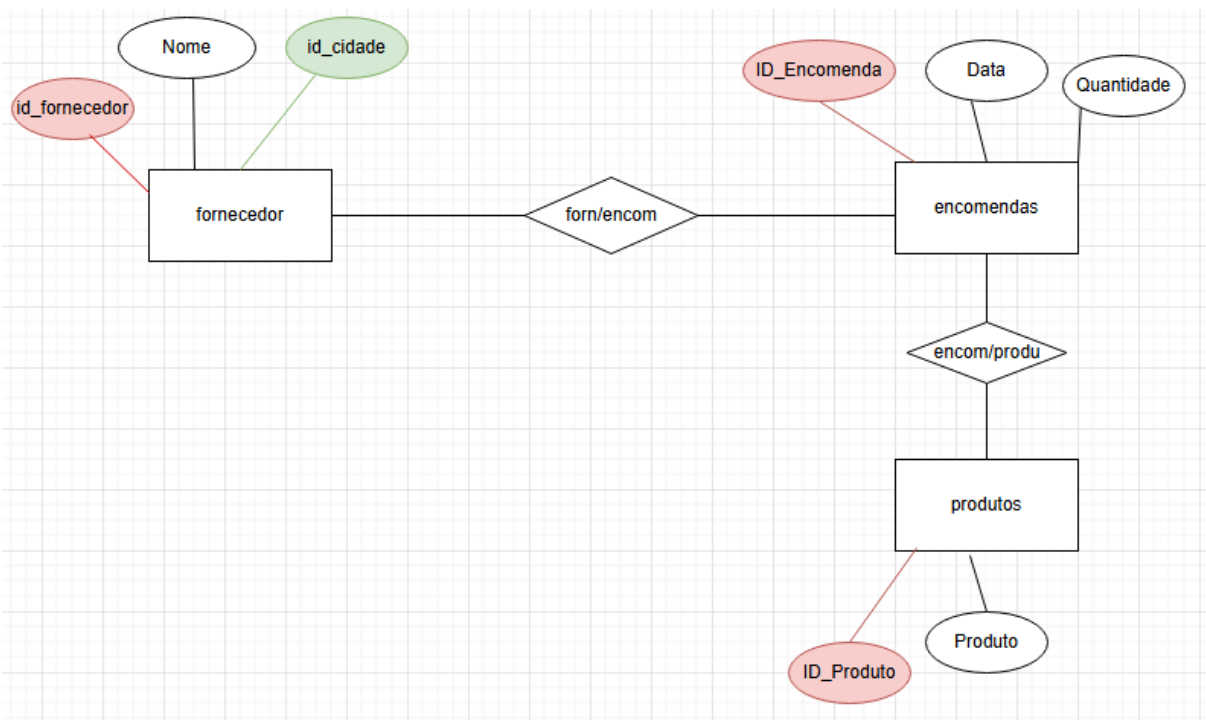 Nome
id_cidade
id_fornecedor
fornecedor
forn/encom
ID_Encomenda
Data
Quantidade
encomendas
encom/produ
produtos
Produto
ID_Produto